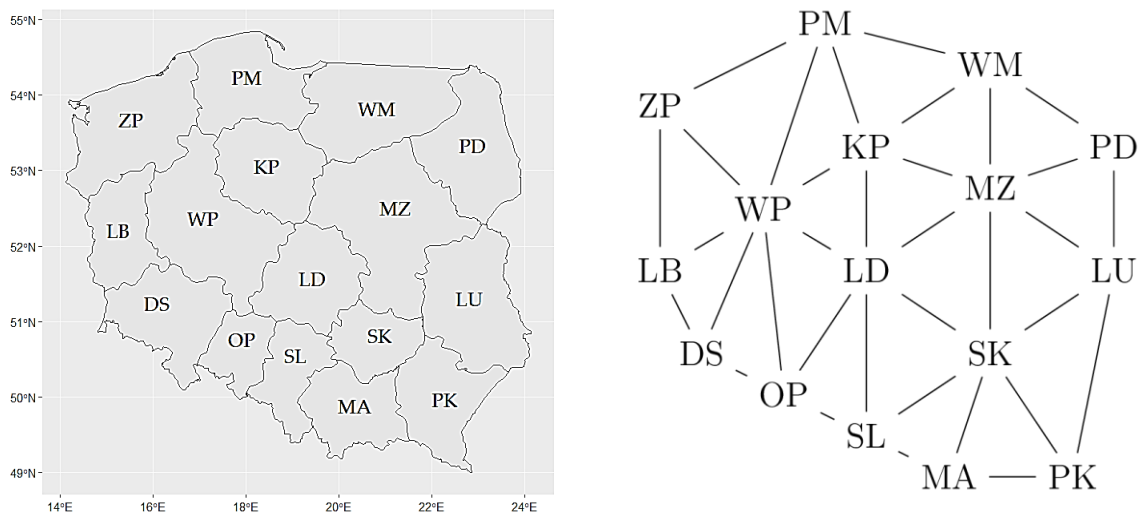 55°N
54°N
53°N
52°N
51°N
50°N
49°N
14°E 16°E 18°E 20°E 22°E 24°E
PM
ZP
WM
PD
KP
MZ
WP
LB
LD
DS
LU
OP
SK
SL
MA
PK
PM
WM
ZP
KP
PD
MZ
WP
LB
LD
LU
DS
SK
OP
SL
MA
PK